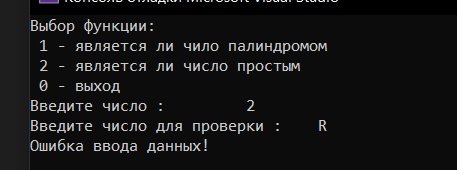 Консоль отладки Microsoft Visual Studio
Выбор функции:
 1 - является ли чило палиндромом
 2 - является ли число простым
 0 - выход
Введите число :         2
Введите число для проверки :    R
Ошибка ввода данных!